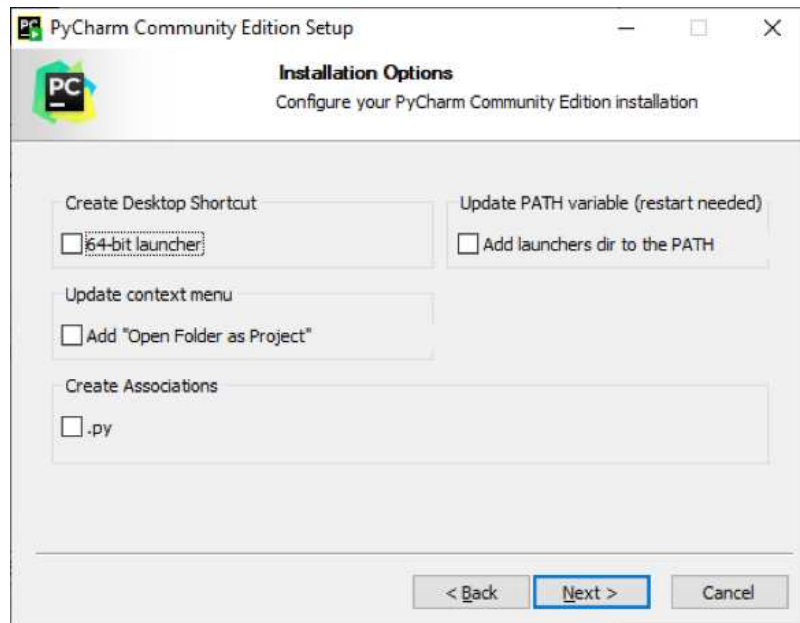 PyCharm Community Edition Setup
PC
Installation Options
Configure your PyCharm Community Edition installation
Create Desktop Shortcut
64-bit launcher
Update PATH variable (restart needed)
Add launchers dir to the PATH
Update context menu
Add "Open Folder as Project"
Create Associations
.py
< Back
Next >
Cancel